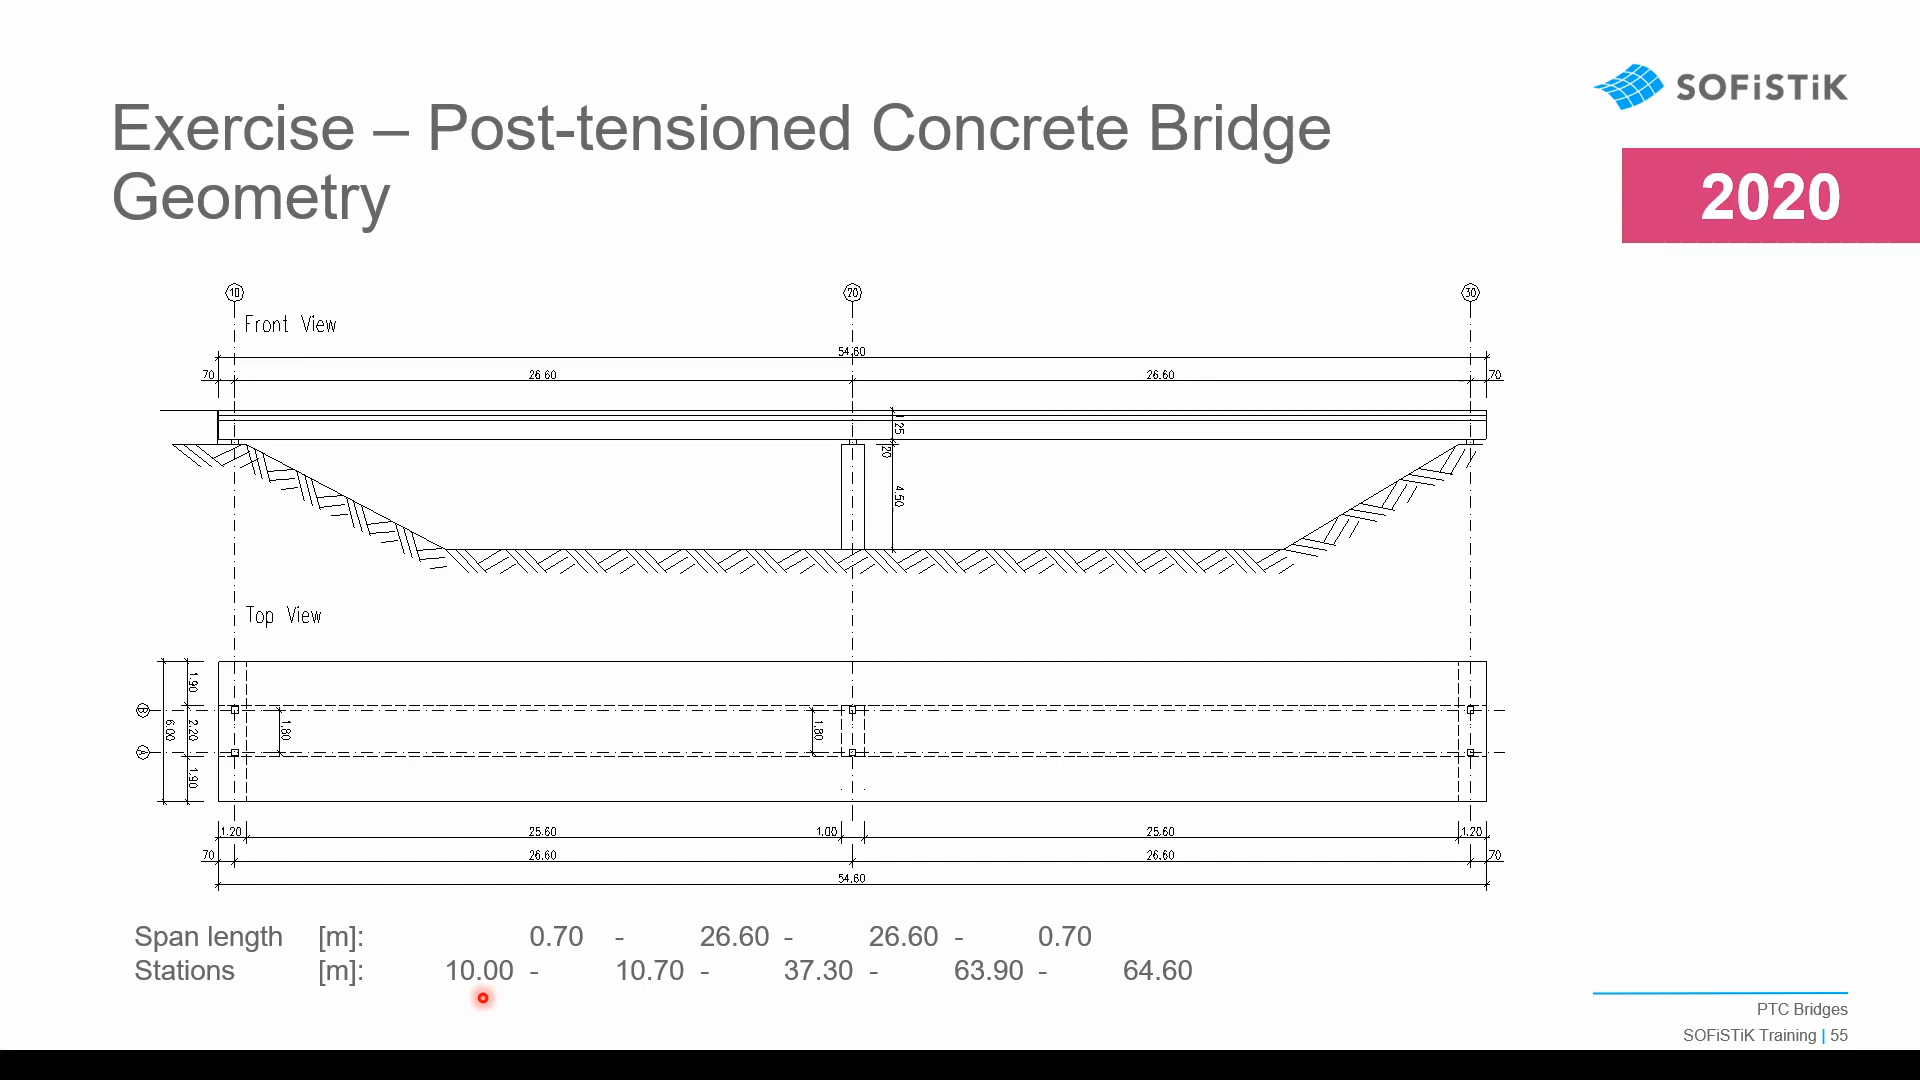 SOFiSTiK
Exercise – Post-tensioned Concrete Bridge
Geometry
2020
10
20
30
Front View
54.60
70
26.60
26.60
70
1.25
20
4.50
Top View
1.90
B
6.00
2.20
1.80
1.80
A
1.90
1.20
25.60
1.00
25.60
1.20
70
26.60
26.60
70
54.60
Span length [m]: 0.70 - 26.60 - 26.60 - 0.70
Stations [m]: 10.00 - 10.70 - 37.30 - 63.90 - 64.60
PTC Bridges
SOFiSTiK Training | 55